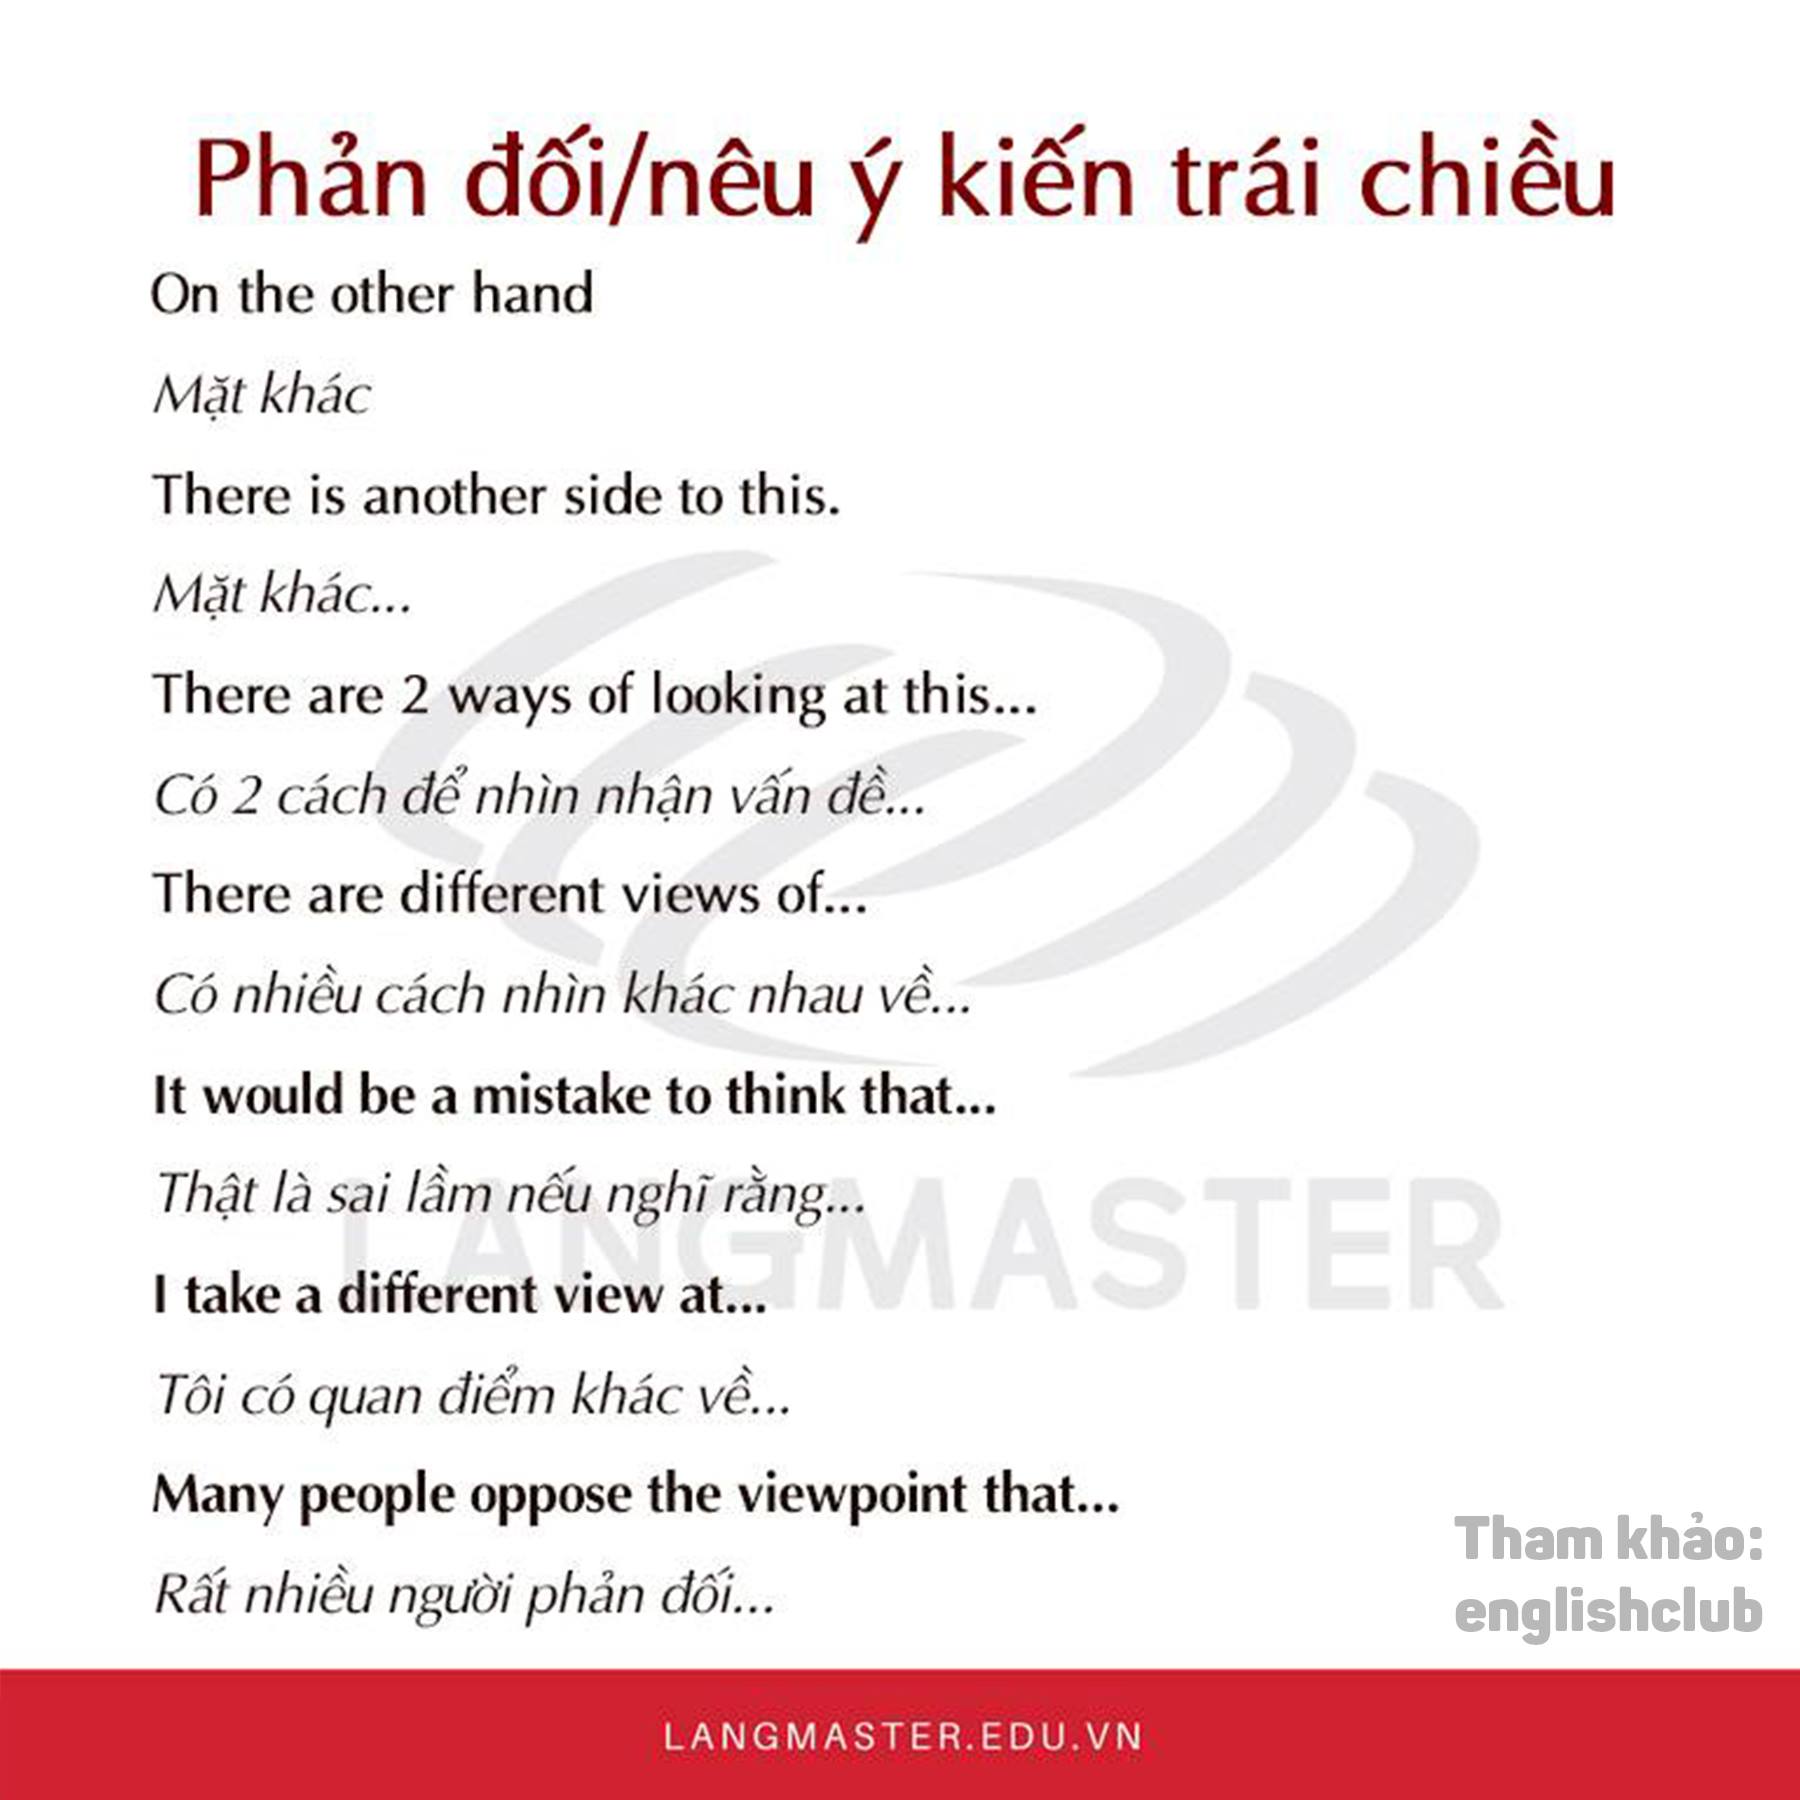 Phản đối/nêu ý kiến trái chiều
On the other hand
Mặt khác
There is another side to this.
Mặt khác...
There are 2 ways of looking at this...
Có 2 cách để nhìn nhận vấn đề...
There are different views of...
Có nhiều cách nhìn khác nhau về...
It would be a mistake to think that...
Thật là sai lầm nếu nghĩ rằng...
LANGMASTER
I take a different view at...
Tôi có quan điểm khác về...
Many people oppose the viewpoint that...
Rất nhiều người phản đối...
Tham khảo:
englishclub
LANGMASTER.EDU.VN